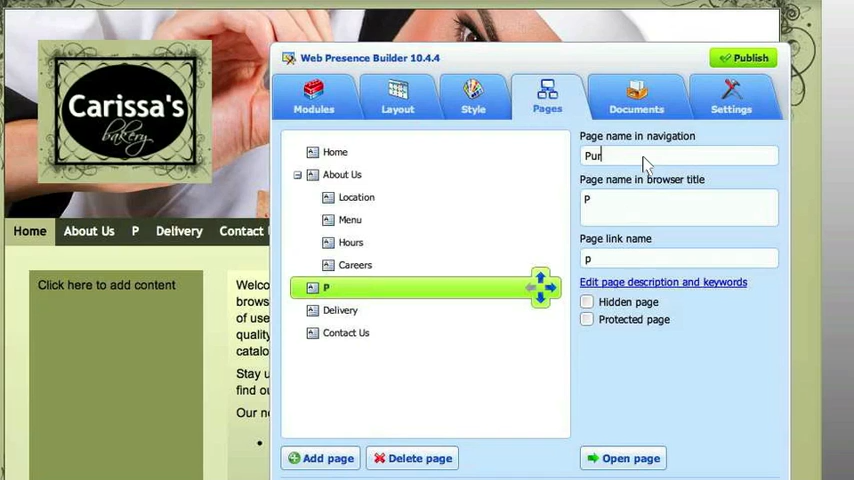 Carissa's
bakery
Web Presence Builder 10.4.4
Publish
Modules
Layout
Style
Pages
Documents
Settings
Home
About Us
Location
Menu
Hours
Careers
P
Delivery
Contact Us
Page name in navigation
Pur
Page name in browser title
P
Page link name
p
Edit page description and keywords
Hidden page
Protected page
Add page
Delete page
Open page
Home About Us P Delivery Contact
Click here to add content
Welco
brows
of use
quality
catalo
Stay u
find ou
Our ne